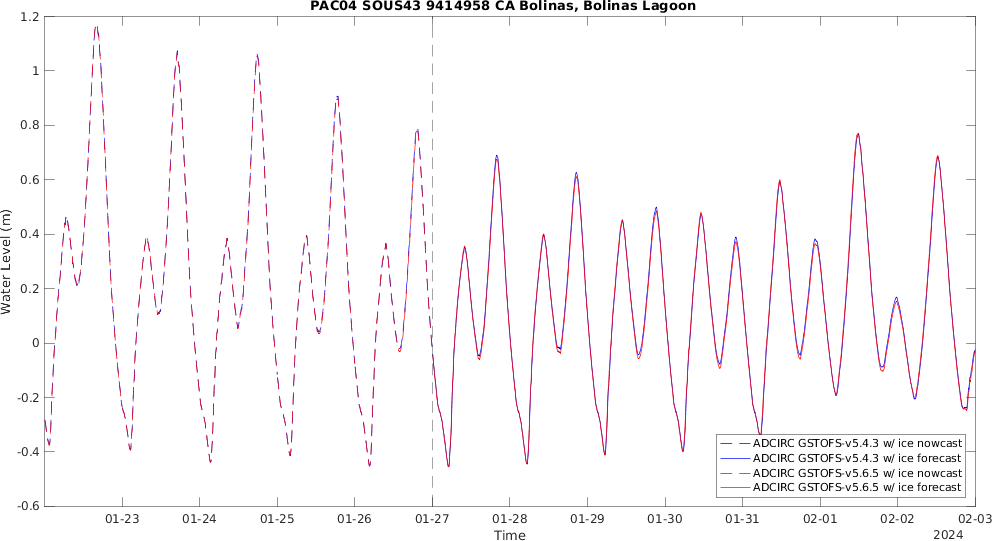 PAC04 SOUS43 9414958 CA Bolinas, Bolinas Lagoon
1.2
1
0.8
0.6
0.4
0.2
0
-0.2
-0.4
-0.6
Water Level (m)
ADCIRC GSTOFS-v5.4.3 w/ ice nowcast
ADCIRC GSTOFS-v5.4.3 w/ ice forecast
ADCIRC GSTOFS-v5.6.5 w/ ice nowcast
ADCIRC GSTOFS-v5.6.5 w/ ice forecast
01-23 01-24 01-25 01-26 01-27 01-28 01-29 01-30 01-31 02-01 02-02 02-03
Time
2024